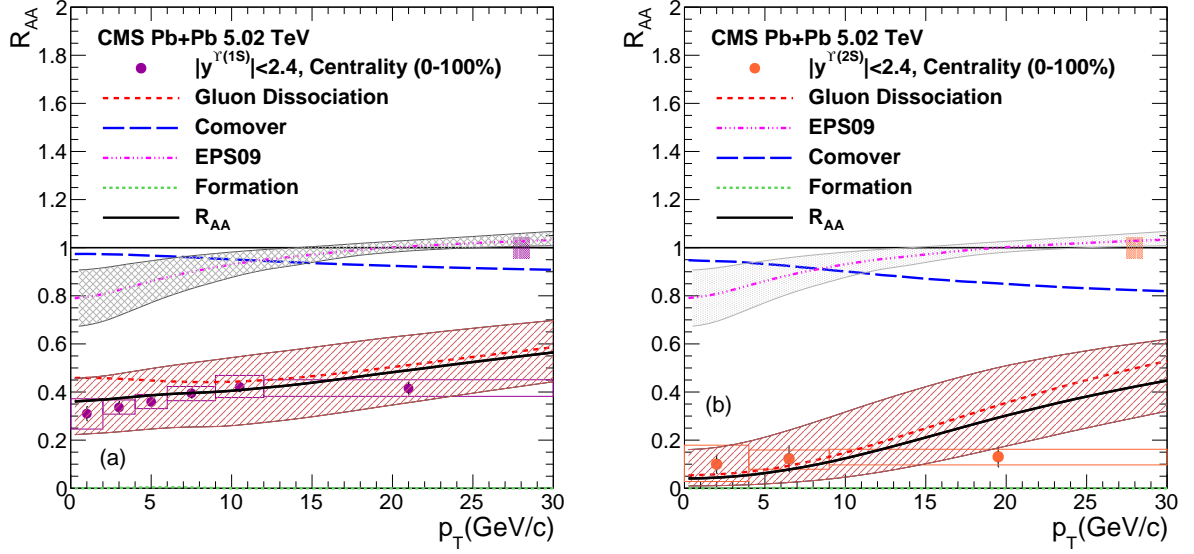 R_AA
2
1.8
1.6
1.4
1.2
1
0.8
0.6
0.4
0.2
0
CMS Pb+Pb 5.02 TeV
|y^ϒ(1S)|<2.4, Centrality (0-100%)
Gluon Dissociation
Comover
EPS09
Formation
R_AA
(a)
0 5 10 15 20 25 30
p_T(GeV/c)
R_AA
2
1.8
1.6
1.4
1.2
1
0.8
0.6
0.4
0.2
0
CMS Pb+Pb 5.02 TeV
|y^ϒ(2S)|<2.4, Centrality (0-100%)
Gluon Dissociation
EPS09
Comover
Formation
R_AA
(b)
0 5 10 15 20 25 30
p_T(GeV/c)